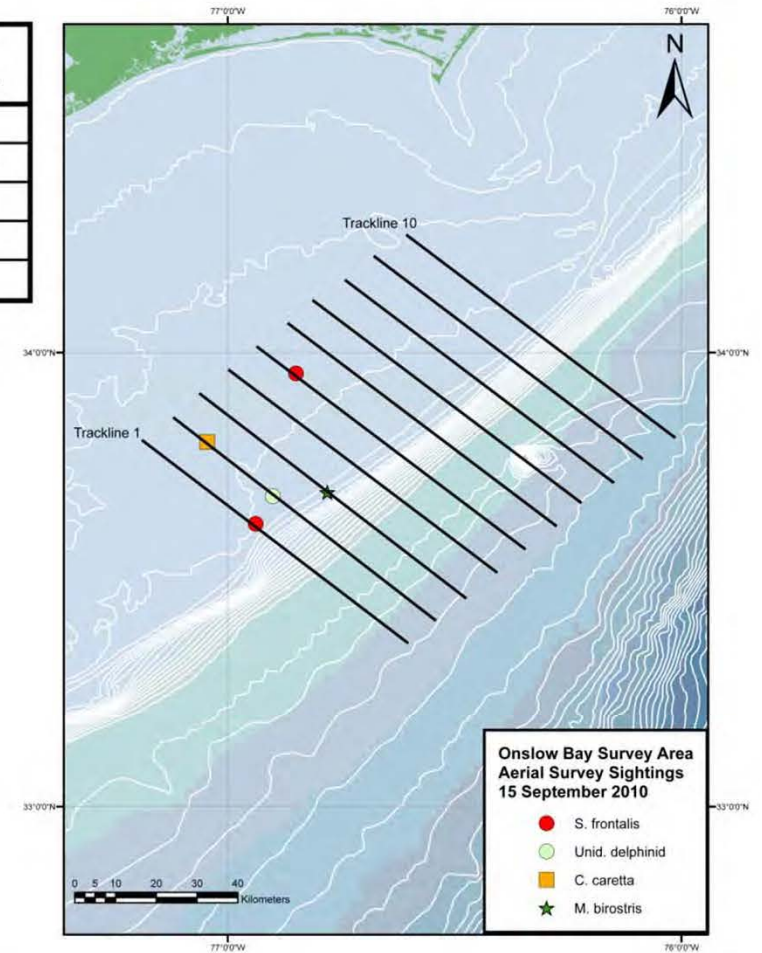 77°0'0"W
76°0'0"W
N
Trackline 10
34°0'0"N
34°0'0"N
Trackline 1
Onslow Bay Survey Area
Aerial Survey Sightings
15 September 2010
S. frontalis
Unid. delphinid
C. caretta
M. birostris
33°0'0"N
33°0'0"N
0 5 10 20 30 40
Kilometers
77°0'0"W
76°0'0"W